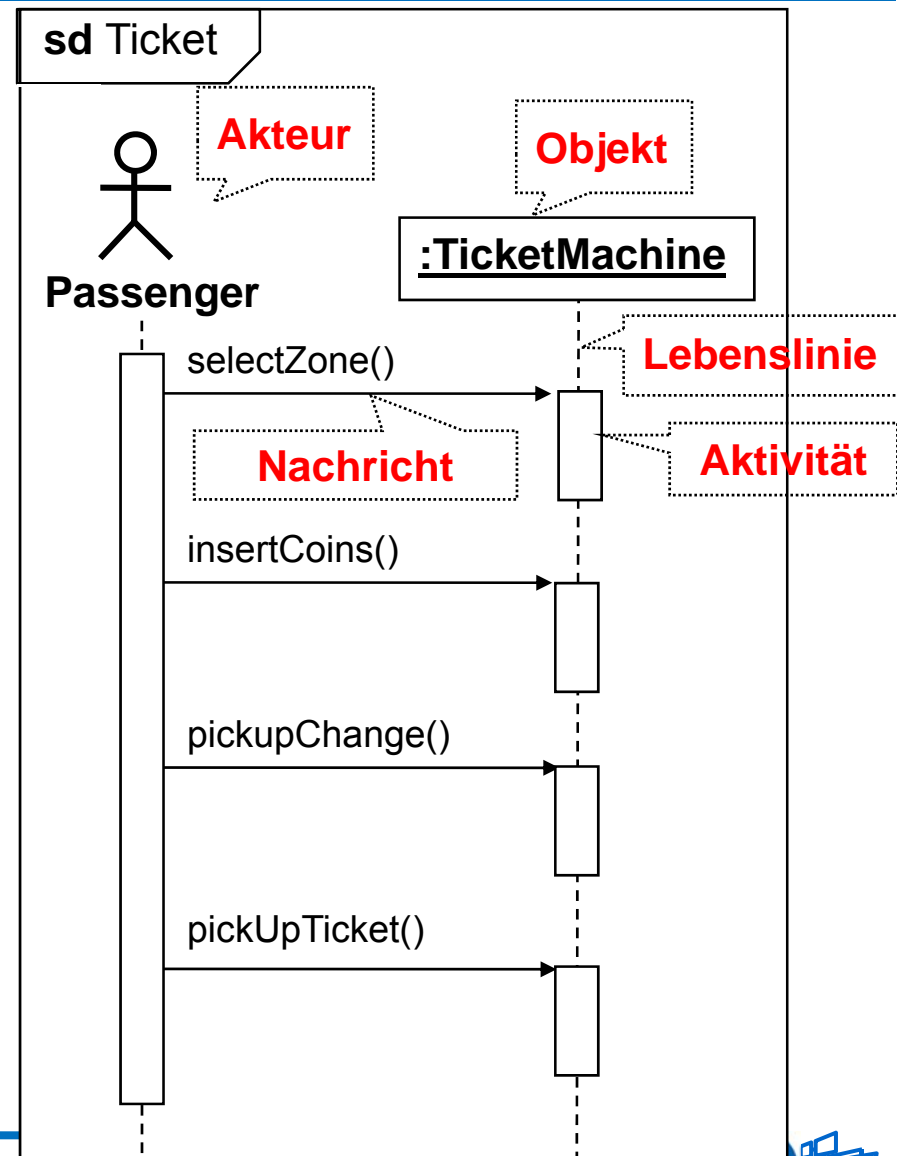 sd Ticket
Akteur
Objekt
:TicketMachine
Passenger
selectZone()
Lebenslinie
Nachricht
Aktivität
insertCoins()
pickupChange()
pickUpTicket()